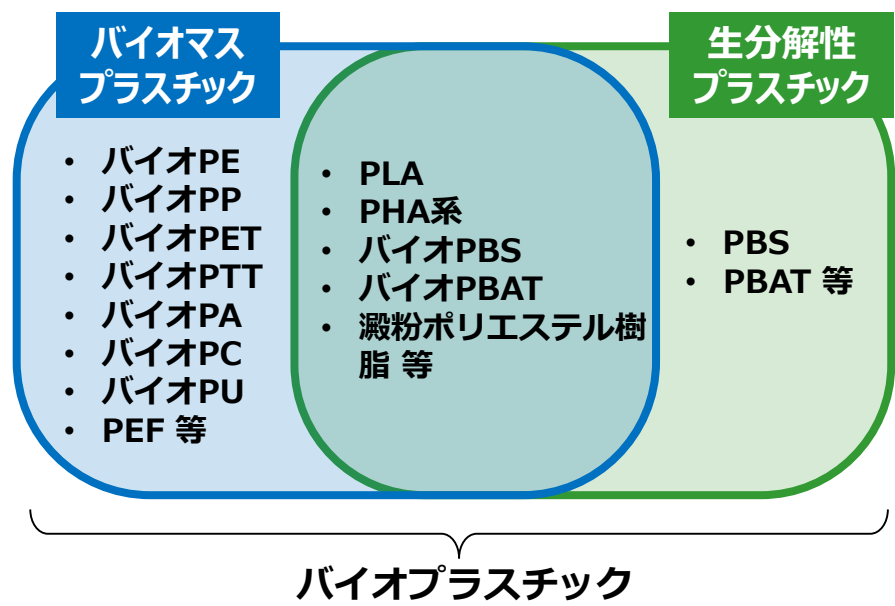 バイオマス
プラスチック
・ バイオPE
・ バイオPP
・ バイオPET
・ バイオPTT
・ バイオPA
・ バイオPC
・ バイオPU
・ PEF 等
・ PLA
・ PHA系
・ バイオPBS
・ バイオPBAT
・ 澱粉ポリエステル樹
脂 等
生分解性
プラスチック
・ PBS
・ PBAT 等
バイオプラスチック